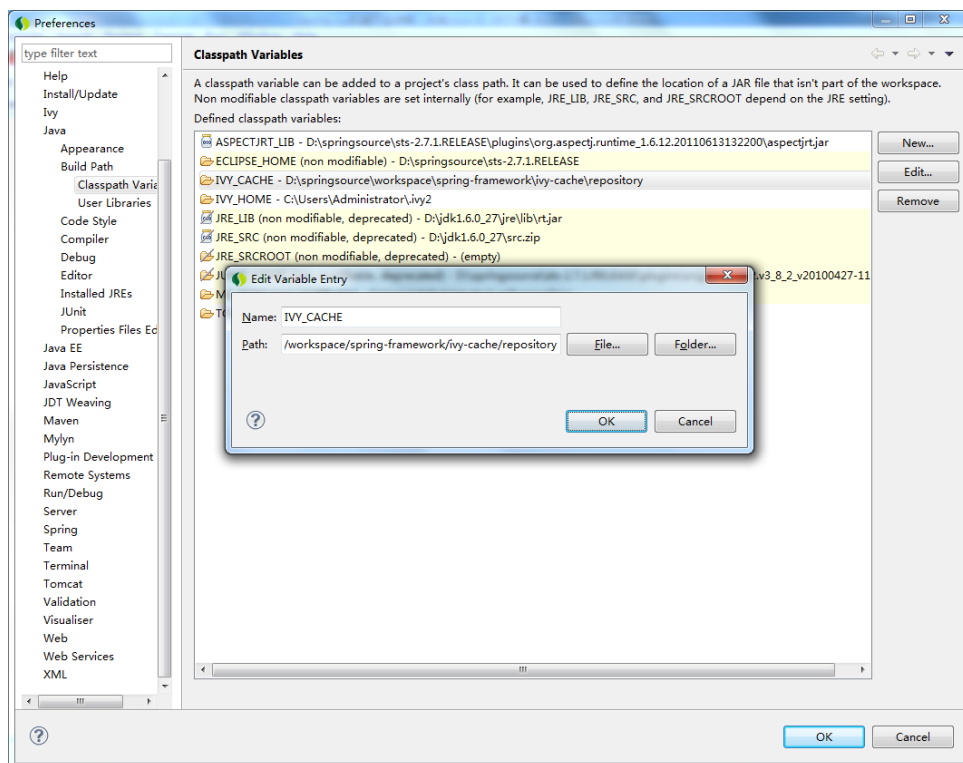 Preferences
type filter text
Help
Install/Update
Ivy
Java
Appearance
Build Path
Classpath Varia
User Libraries
Code Style
Compiler
Debug
Editor
Installed JREs
JUnit
Properties Files Ed
Java EE
Java Persistence
JavaScript
JDT Weaving
Maven
Mylyn
Plug-in Development
Remote Systems
Run/Debug
Server
Spring
Team
Terminal
Tomcat
Validation
Visualiser
Web
Web Services
XML
Classpath Variables
A classpath variable can be added to a project's class path. It can be used to define the location of a JAR file that isn't part of the workspace.
Non modifiable classpath variables are set internally (for example, JRE_LIB, JRE_SRC, and JRE_SRCROOT depend on the JRE setting).
Defined classpath variables:
ASPECTJRT_LIB - D:\springsource\sts-2.7.1.RELEASE\plugins\org.aspectj.runtime_1.6.12.20110613132200\aspectjrt.jar
ECLIPSE_HOME (non modifiable) - D:\springsource\sts-2.7.1.RELEASE
IVY_CACHE - D:\springsource\workspace\spring-framework\ivy-cache\repository
IVY_HOME - C:\Users\Administrator\.ivy2
JRE_LIB (non modifiable, deprecated) - D:\jdk1.6.0_27\jre\lib\rt.jar
JRE_SRC (non modifiable, deprecated) - D:\jdk1.6.0_27\src.zip
JRE_SRCROOT (non modifiable, deprecated) - (empty)
.v3_8_2_v20100427-11
New...
Edit...
Remove
Edit Variable Entry
Name: IVY_CACHE
Path: /workspace/spring-framework/ivy-cache/repository File... Folder...
OK Cancel
OK Cancel